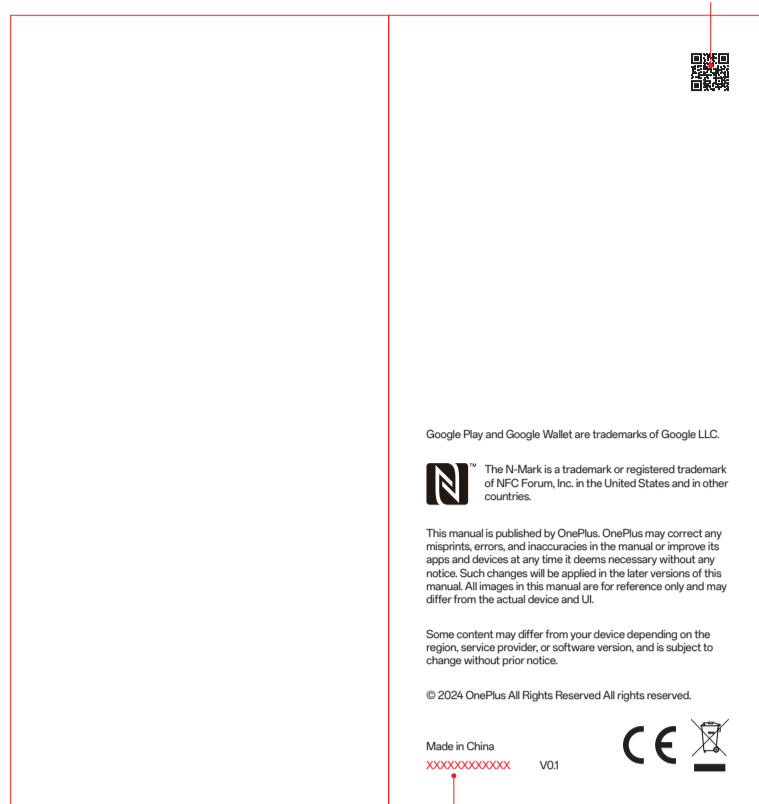 Google Play and Google Wallet are trademarks of Google LLC.
™ The N-Mark is a trademark or registered trademark
of NFC Forum, Inc. in the United States and in other
countries.
This manual is published by OnePlus. OnePlus may correct any
misprints, errors, and inaccuracies in the manual or improve its
apps and devices at any time it deems necessary without any
notice. Such changes will be applied in the later versions of this
manual. All images in this manual are for reference only and may
differ from the actual device and UI.
Some content may differ from your device depending on the
region, service provider, or software version, and is subject to
change without prior notice.
© 2024 OnePlus All Rights Reserved All rights reserved.
Made in China
XXXXXXXXXXXX V0.1
CE